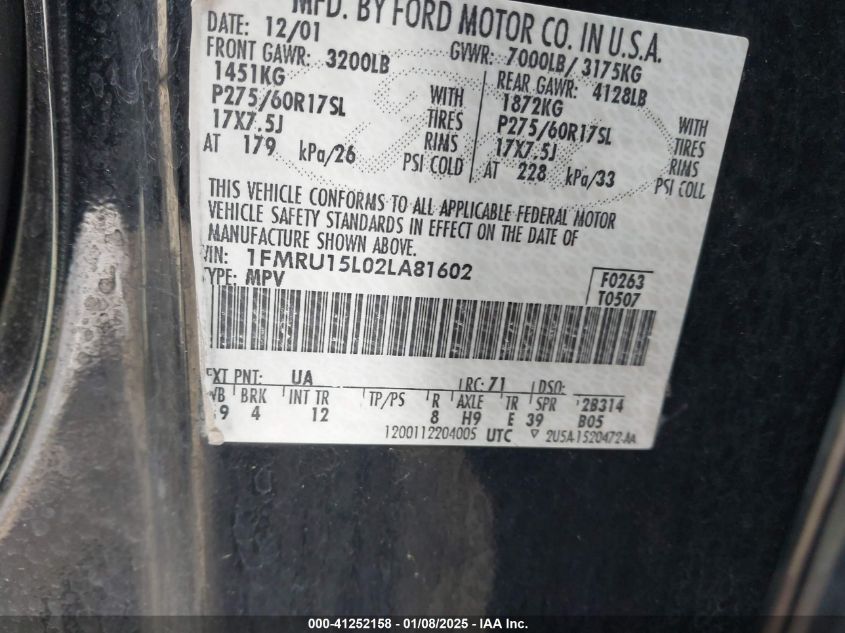 MFD. BY FORD MOTOR CO. IN U.S.A.
DATE: 12/01 GVWR: 7000LB/ 3175KG
FRONT GAWR: 3200LB REAR GAWR: 4128LB
1451KG WITH 1872KG WITH
P275/60R17SL TIRES P275/60R17SL TIRES
17X7.5J RIMS 17X7.5J RIMS
AT 179 kPa/26 PSI COLD AT 228 kPa/33 PSI COLL
THIS VEHICLE CONFORMS TO ALL APPLICABLE FEDERAL MOTOR
VEHICLE SAFETY STANDARDS IN EFFECT ON THE DATE OF
MANUFACTURE SHOWN ABOVE.
VIN: 1FMRU15L02LA81602
TYPE: MPV F0263
T0507
EXT PNT: UA RC: 71 DSO:
WB BRK INT TR TP/PS R AXLE TR SPR 2B314
9 4 12 8 H9 E 39 B05
1200112204005 UTC ▽ 2U5A-1520472-AA
000-41252158 - 01/08/2025 - IAA Inc.